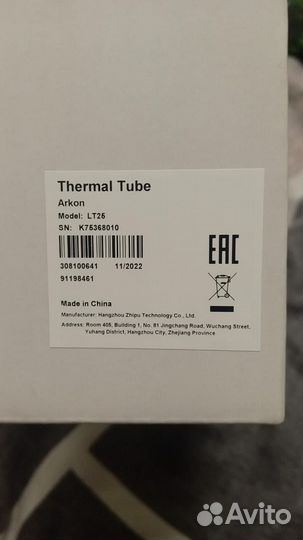 Thermal Tube
Arkon
Model: LT25
SN: K75368010
EAC
308100641 11/2022
91198461
Made in China
Manufacturer: Hangzhou Zhipu Technology Co., Ltd.
Address: Room 405, Building 1, No. 81 Jingchang Road, Wuchang Street,
Yuhang District, Hangzhou City, Zhejiang Province
Avito